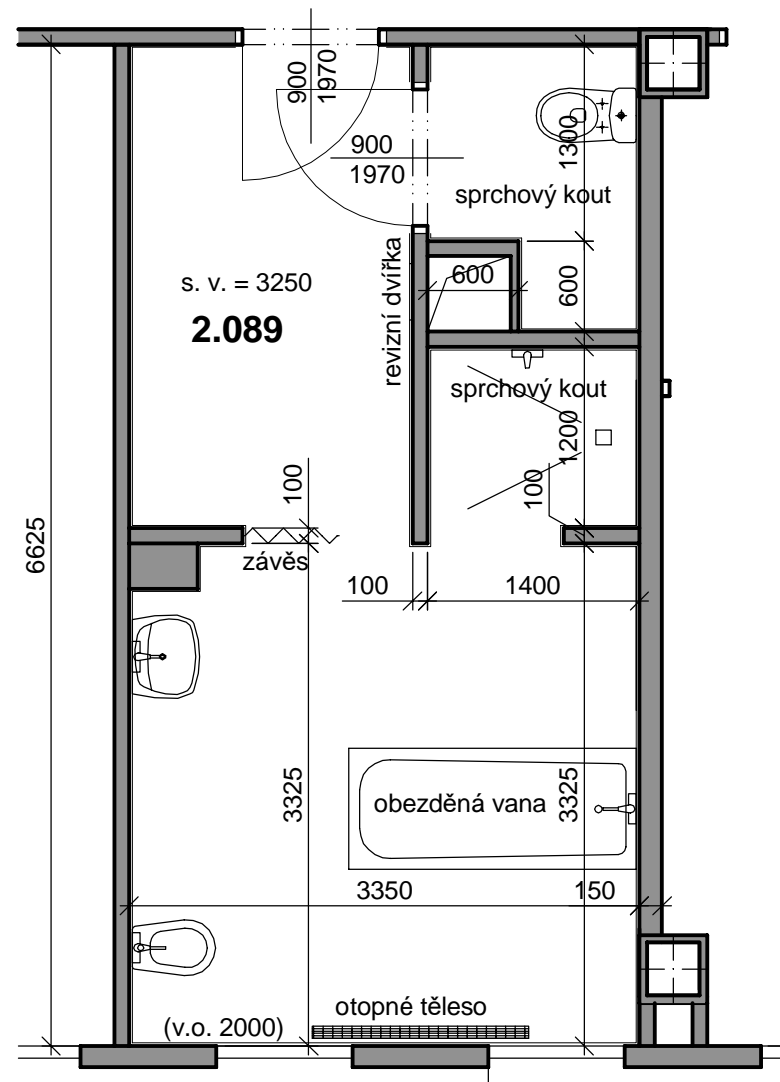 900
1970
900
1970
1300
sprchový kout
s. v. = 3250
2.089
revizní dvířka
600
600
sprchový kout
1200
100
100
6625
závěs
100
1400
3325
obezděná vana
3325
3350
150
otopné těleso
(v.o. 2000)